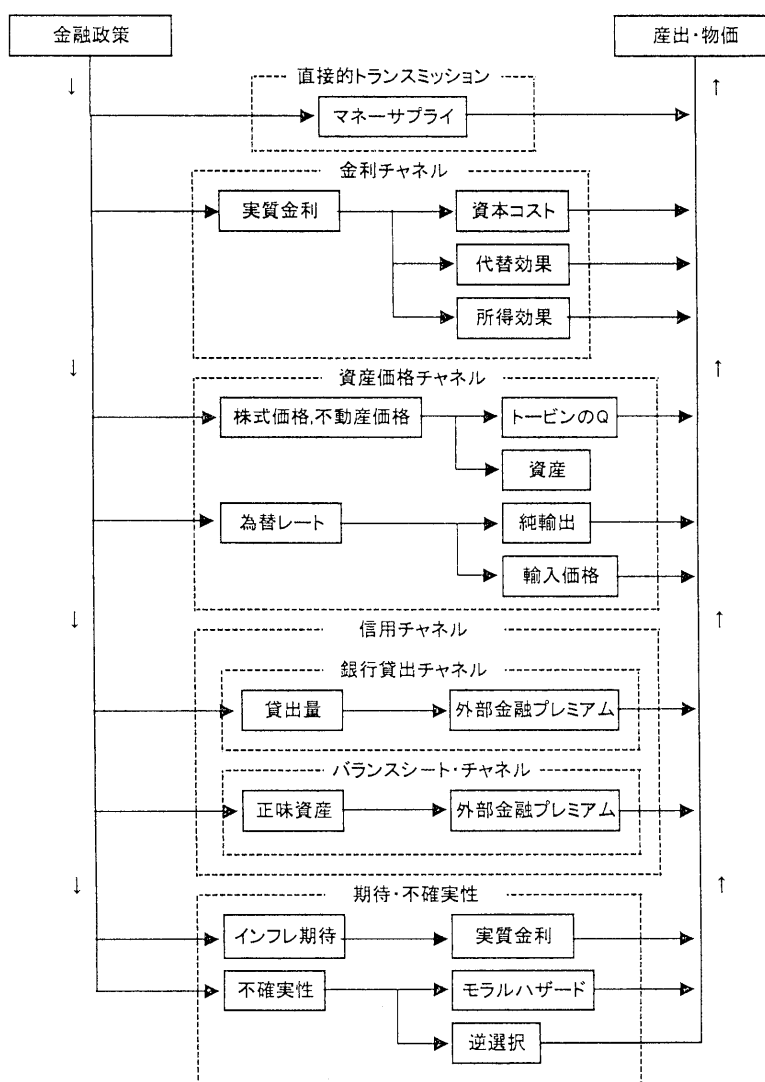 金融政策
産出・物価
直接的トランスミッション
マネーサプライ
金利チャネル
実質金利
資本コスト
代替効果
所得効果
資産価格チャネル
株式価格,不動産価格
トービンのQ
資産
為替レート
純輸出
輸入価格
信用チャネル
銀行貸出チャネル
貸出量
外部金融プレミアム
バランスシート・チャネル
正味資産
外部金融プレミアム
期待・不確実性
インフレ期待
実質金利
不確実性
モラルハザード
逆選択